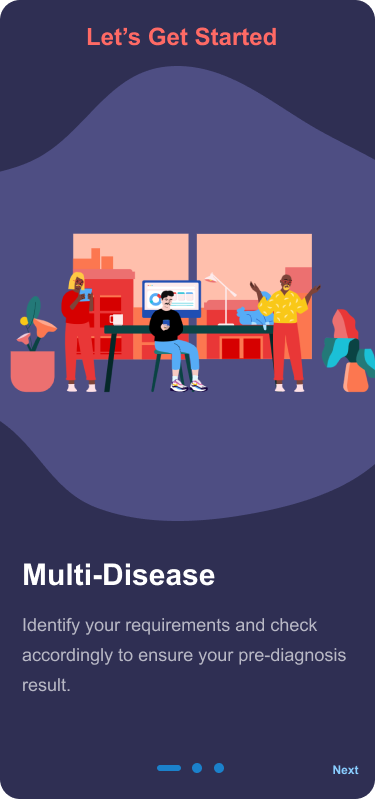 Let’s Get Started
Multi-Disease
Identify your requirements and check
accordingly to ensure your pre-diagnosis
result.
Next